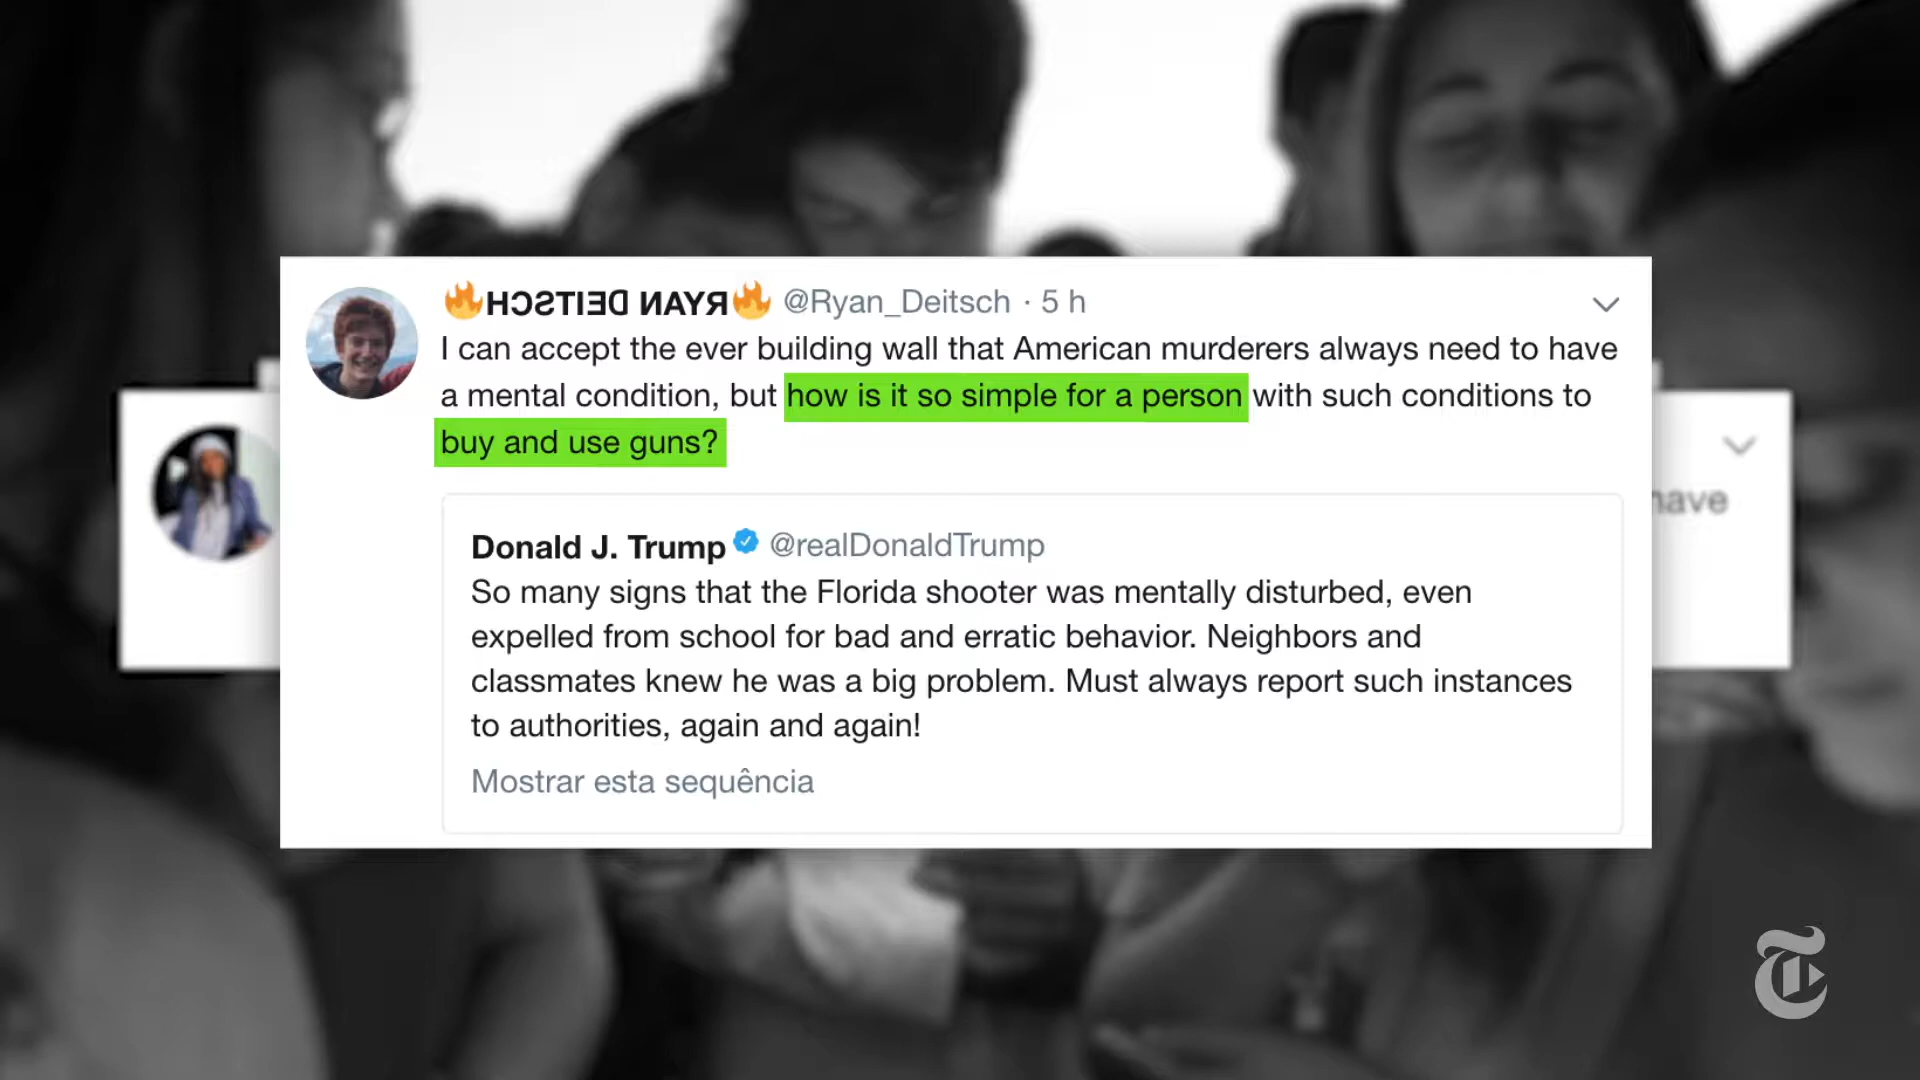 🔥HƆƧTIƎᗡ ИAYЯ🔥 @Ryan_Deitsch · 5 h
I can accept the ever building wall that American murderers always need to have
a mental condition, but how is it so simple for a person with such conditions to
buy and use guns?
have
Donald J. Trump @realDonaldTrump
So many signs that the Florida shooter was mentally disturbed, even
expelled from school for bad and erratic behavior. Neighbors and
classmates knew he was a big problem. Must always report such instances
to authorities, again and again!
Mostrar esta sequência
T